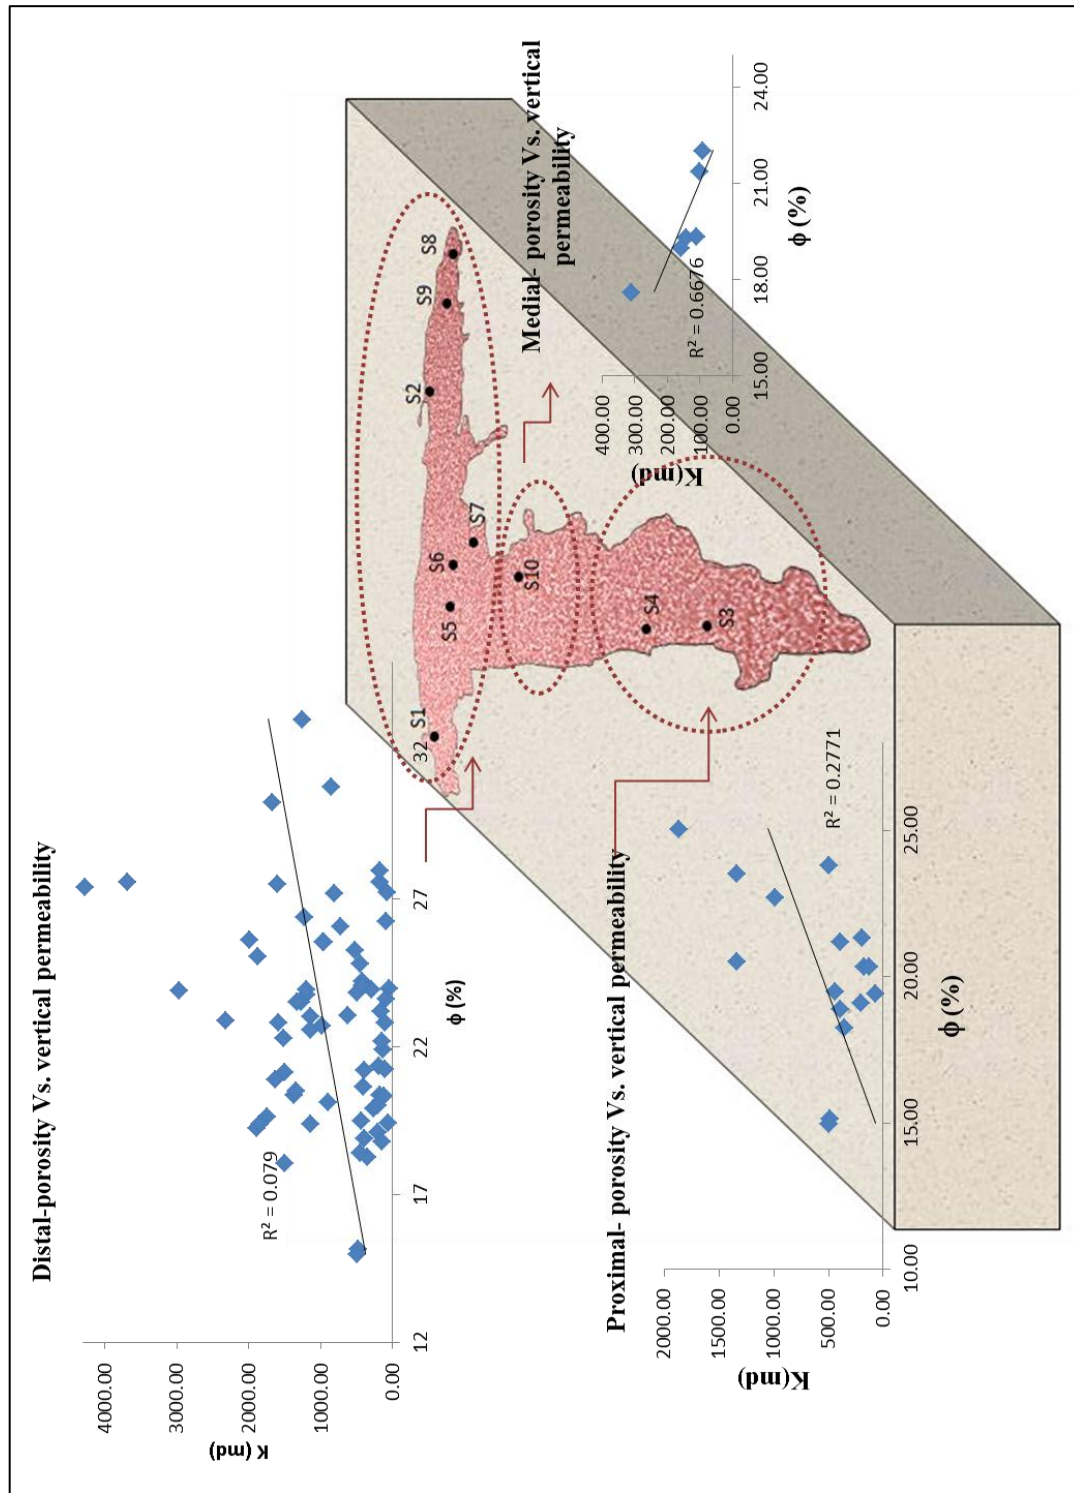 Distal-porosity Vs. vertical permeability
K (md)
4000.00
3000.00
2000.00
1000.00
0.00
12
17
22
27
ϕ (%)
R² = 0.079
32
S1
S5
S6
S7
S2
S9
S8
S10
S4
S3
Medial- porosity Vs. vertical
permeability
K(md)
400.00
300.00
200.00
100.00
0.00
15.00
18.00
21.00
24.00
ϕ (%)
R² = 0.6676
Proximal- porosity Vs. vertical permeability
K(md)
2000.00
1500.00
1000.00
500.00
0.00
10.00
15.00
20.00
25.00
ϕ (%)
R² = 0.2771